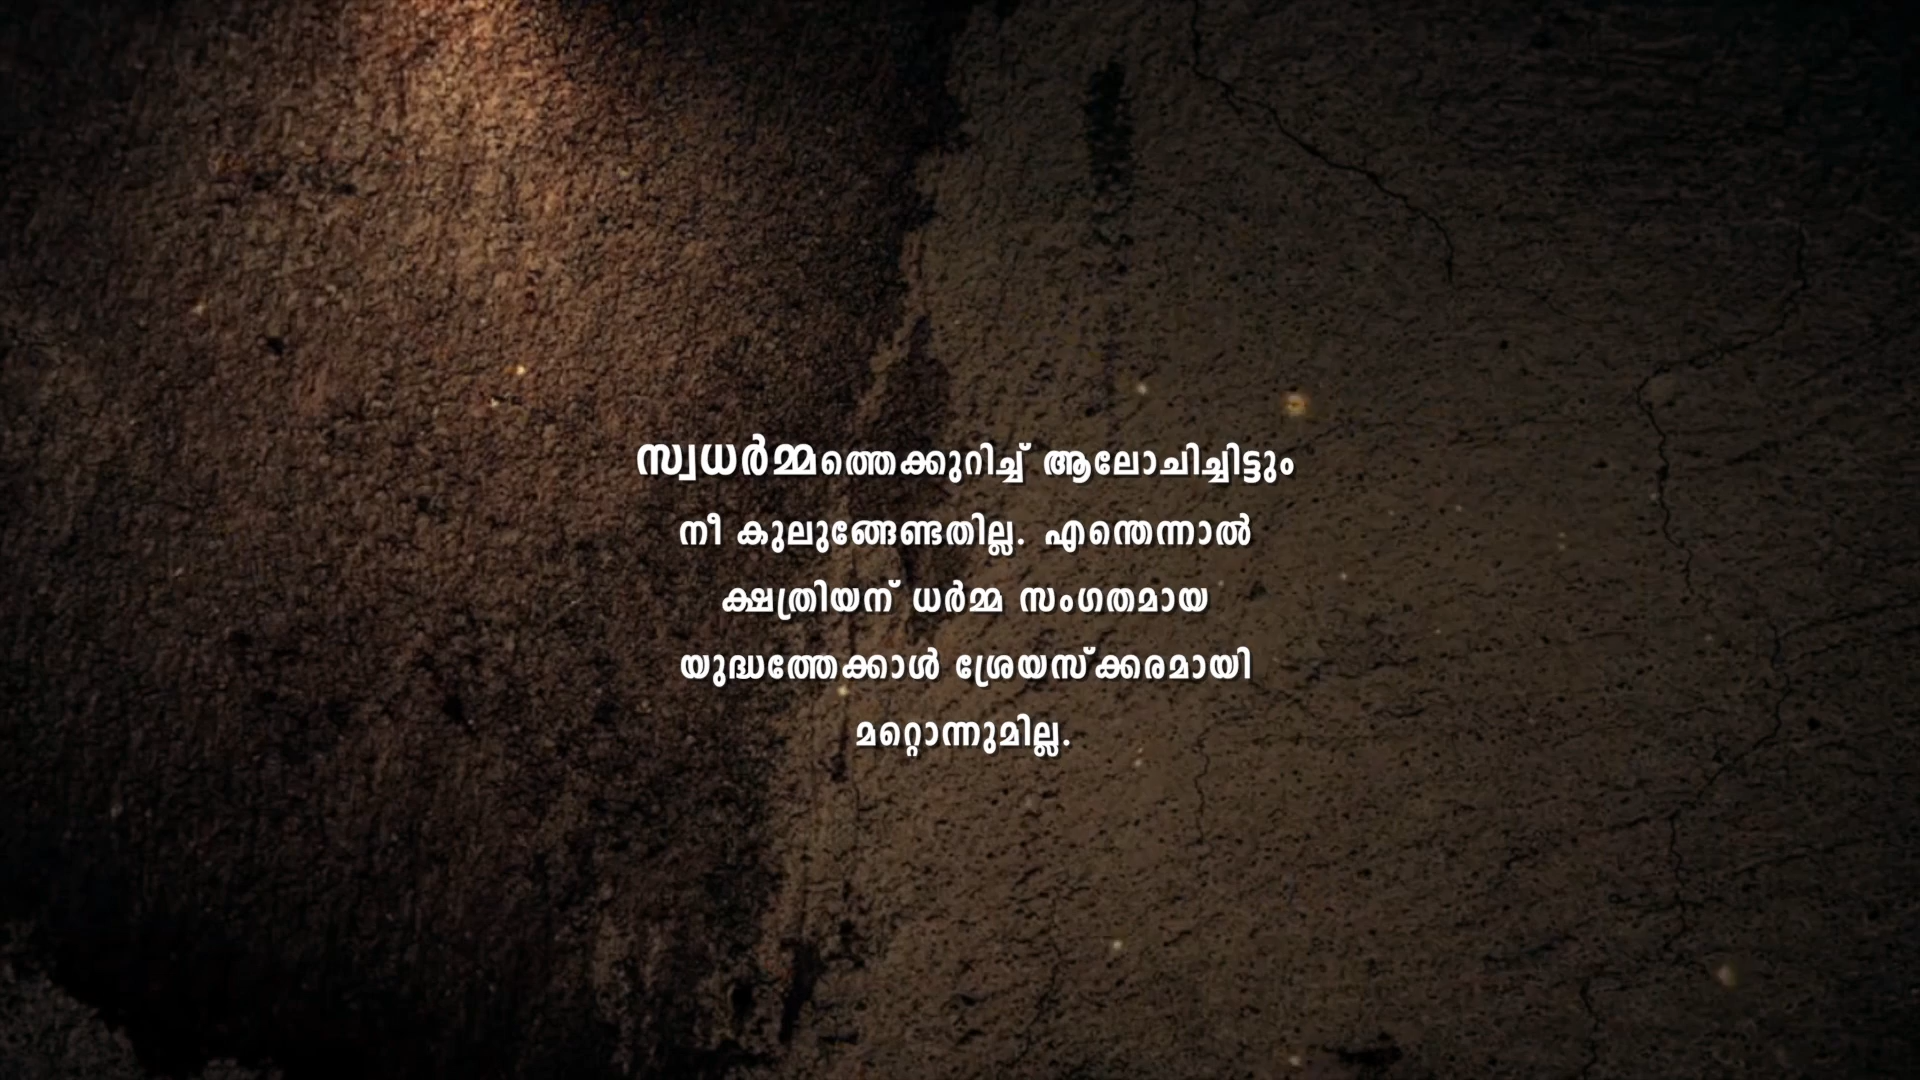 സ്വധർമ്മത്തെക്കുറിച്ച് ആലോചിച്ചിട്ടും
നീ കുലുങ്ങേണ്ടതില്ല. എന്തെന്നാൽ
ക്ഷത്രിയന് ധർമ്മ സംഗതമായ
യുദ്ധത്തേക്കാൾ ശ്രേയസ്ക്കരമായി
മറ്റൊന്നുമില്ല.